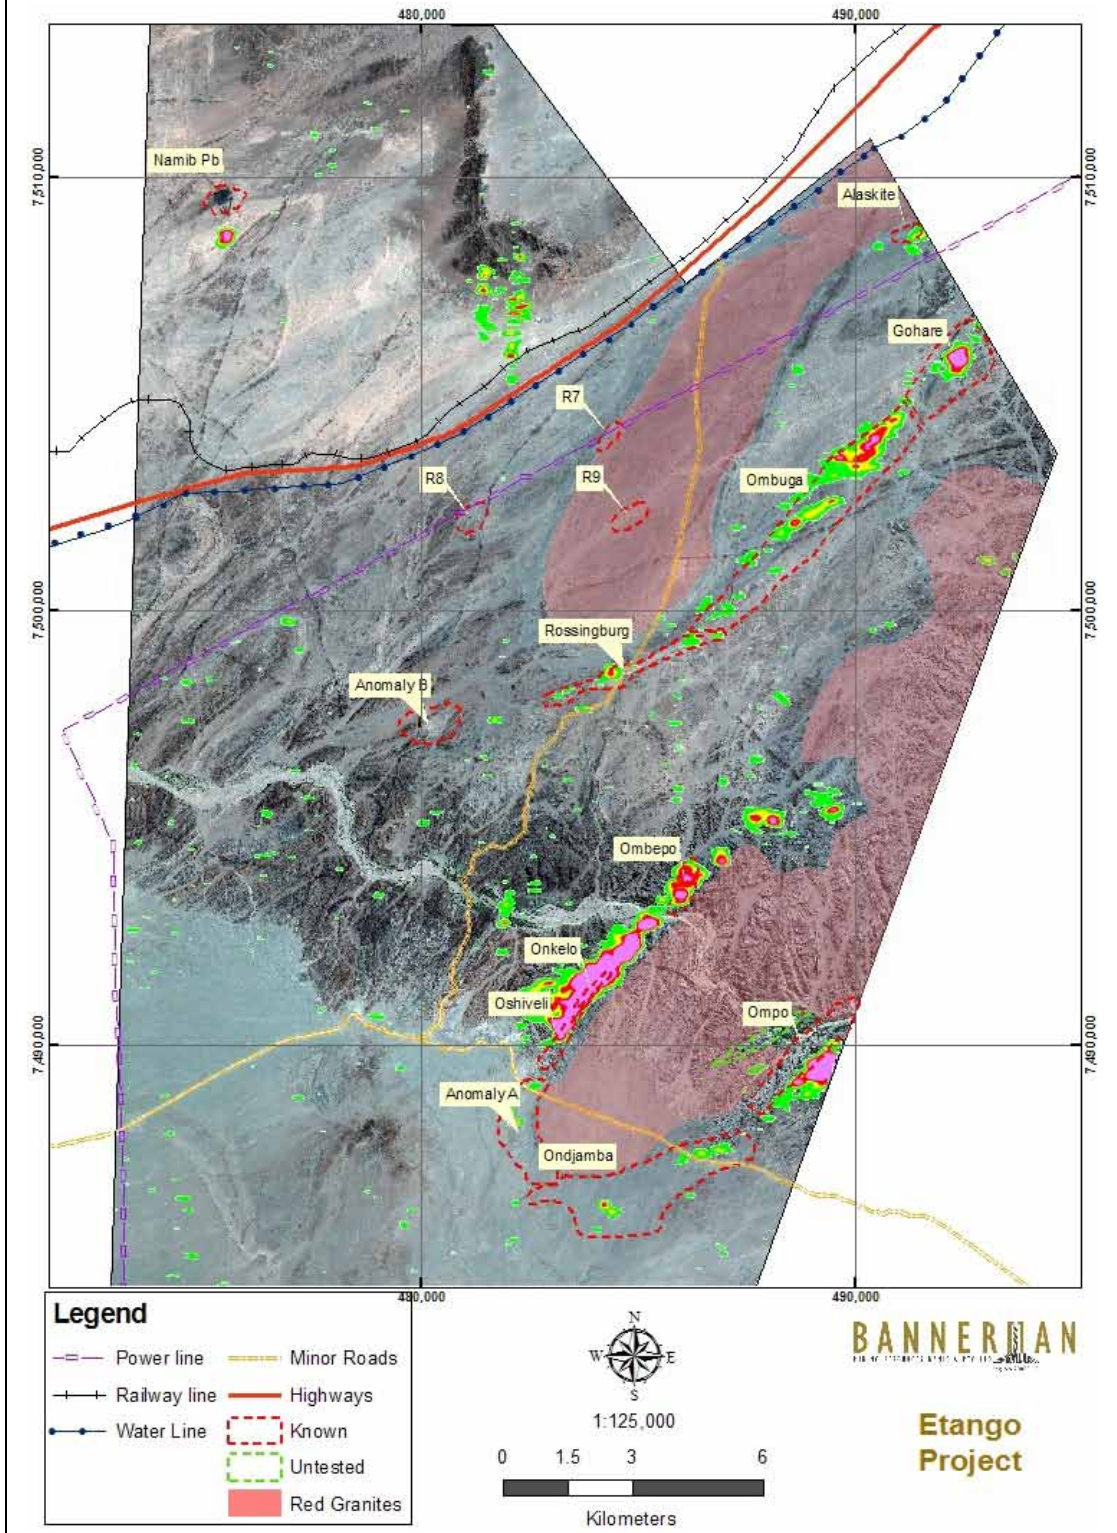 480,000
490,000
Namib Pb
7,510,000
7,510,000
Alaskite
Gohare
R7
R8
R9
Ombuga
7,500,000
7,500,000
Rossingburg
Anomaly B
Ombepo
Onkelo
Oshiveli
Ompo
7,490,000
7,490,000
Anomaly A
Ondjamba
480,000
490,000
Legend
Power line
Railway line
Water Line
Minor Roads
Highways
Known
Untested
Red Granites
N
W
E
S
1:125,000
0 1.5 3 6
Kilometers
BANNERMAN
Etango
Project